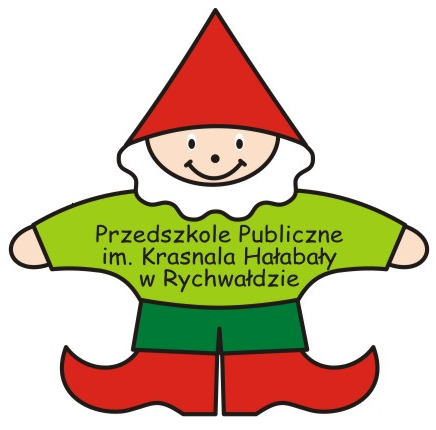 Przedszkole Publiczne
im. Krasnala Hałabały
w Rychwałdzie